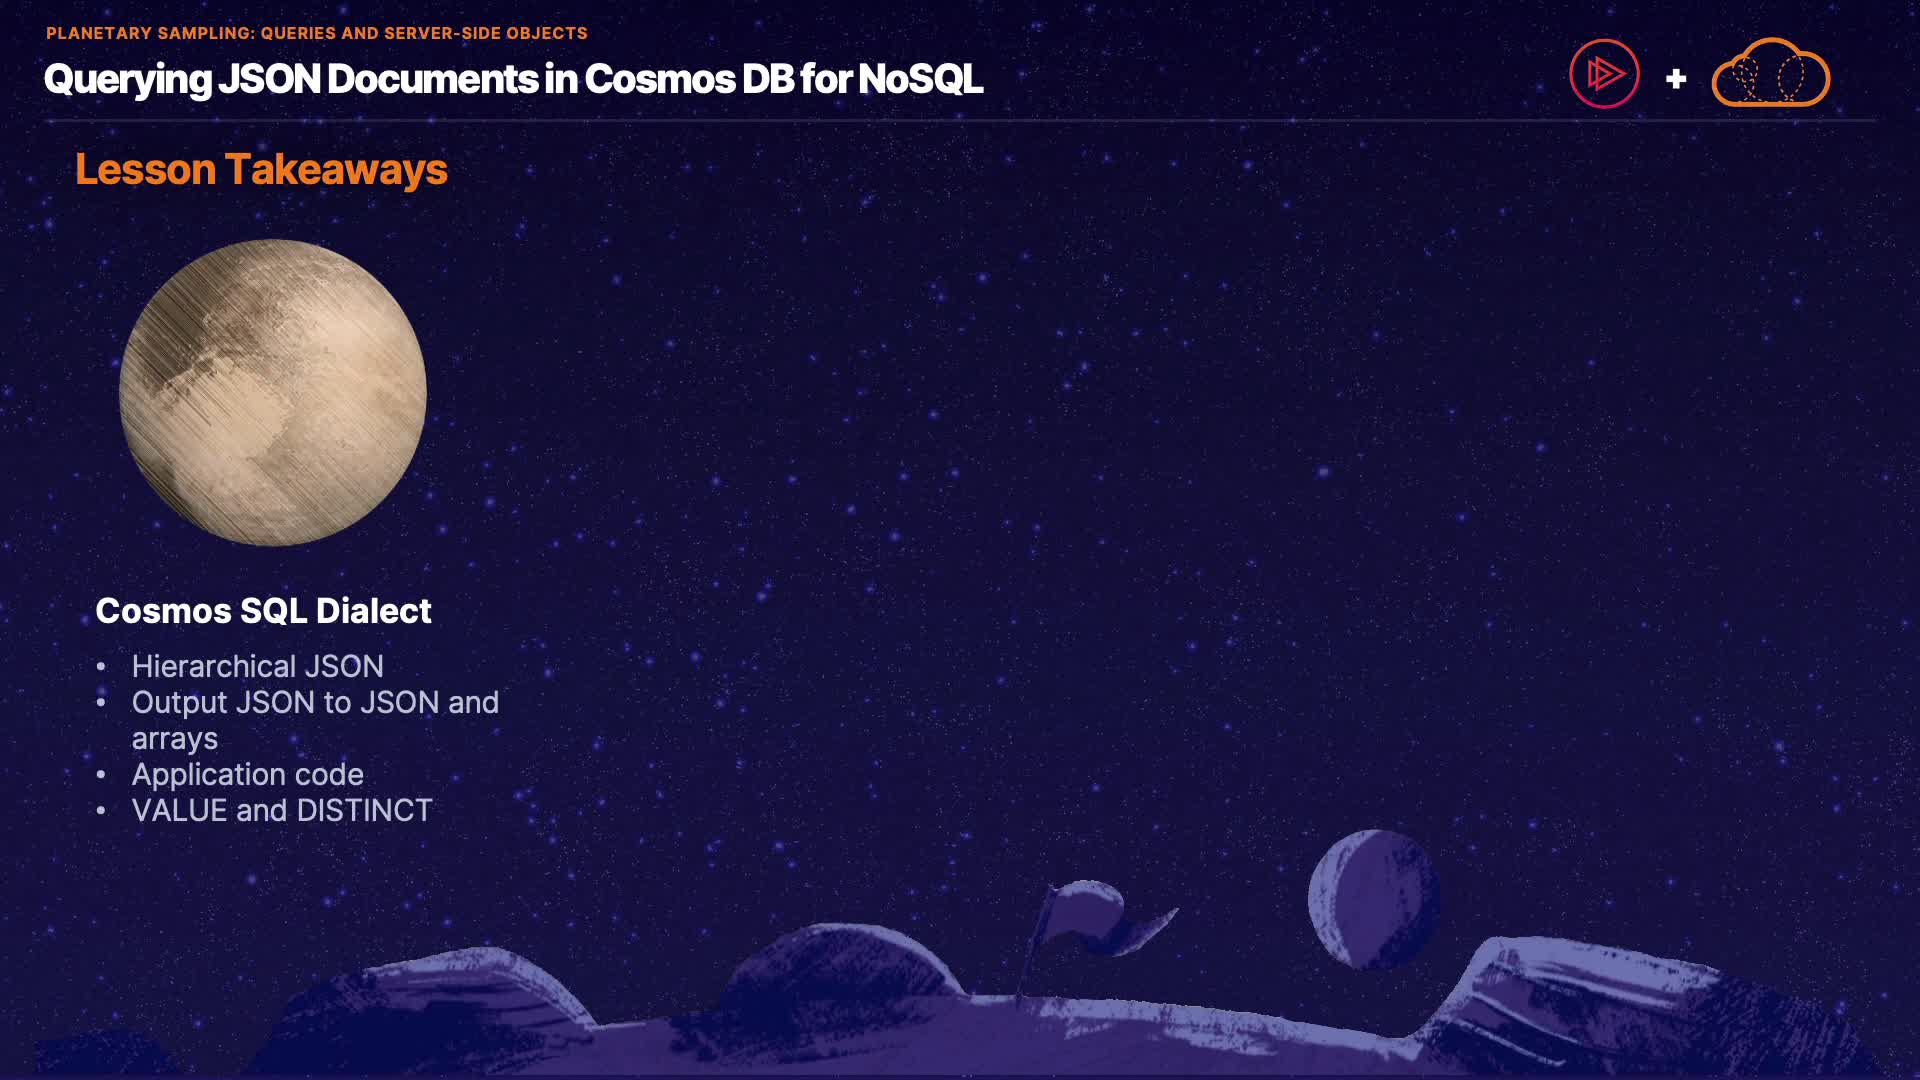 PLANETARY SAMPLING: QUERIES AND SERVER-SIDE OBJECTS
Querying JSON Documents in Cosmos DB for NoSQL
+
Lesson Takeaways
Cosmos SQL Dialect
• Hierarchical JSON
• Output JSON to JSON and
arrays
• Application code
• VALUE and DISTINCT